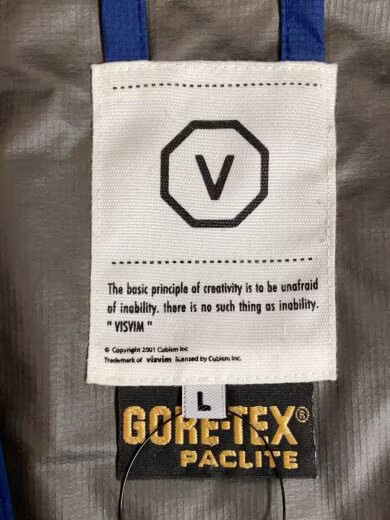 V
The basic principle of creativity is to be unafraid
of inability. there is no such thing as inability.
" VISVIM "
© Copyright 2001 Cubism Inc
Trademark of visvim licensed by Cubism Inc.
L
GORE-TEX®
PACLITE